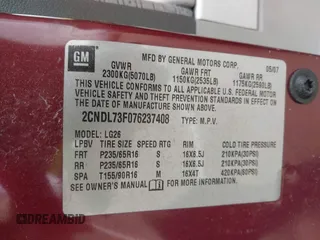 GM
MFD BY GENERAL MOTORS CORP. 05/07
GVWR GAWR FRT GAWR RR
2300KG(5070LB) 1150KG(2535LB) 1175KG(2590LB)
THIS VEHICLE CONFORMS TO ALL APPLICABLE U.S. FEDERAL MOTOR
VEHICLE SAFETY AND THEFT PREVENTION STANDARDS IN
EFFECT ON THE DATE OF MANUFACTURE SHOWN ABOVE.
2CNDL73F076237408 TYPE: M.P.V.
MODEL: LG26
LPBV TIRE SIZE SPEED RTG RIM COLD TIRE PRESSURE
FRT P235/65R16 S 16X6.5J 210KPA(30PSI)
RR P235/65R16 S 16X6.5J 210KPA(30PSI)
SPA T155/90R16 M 16X4T 420KPA(60PSI)
SEE OWNER'S MANUAL FOR ADDITIONAL INFORMATION.
DREAMBID